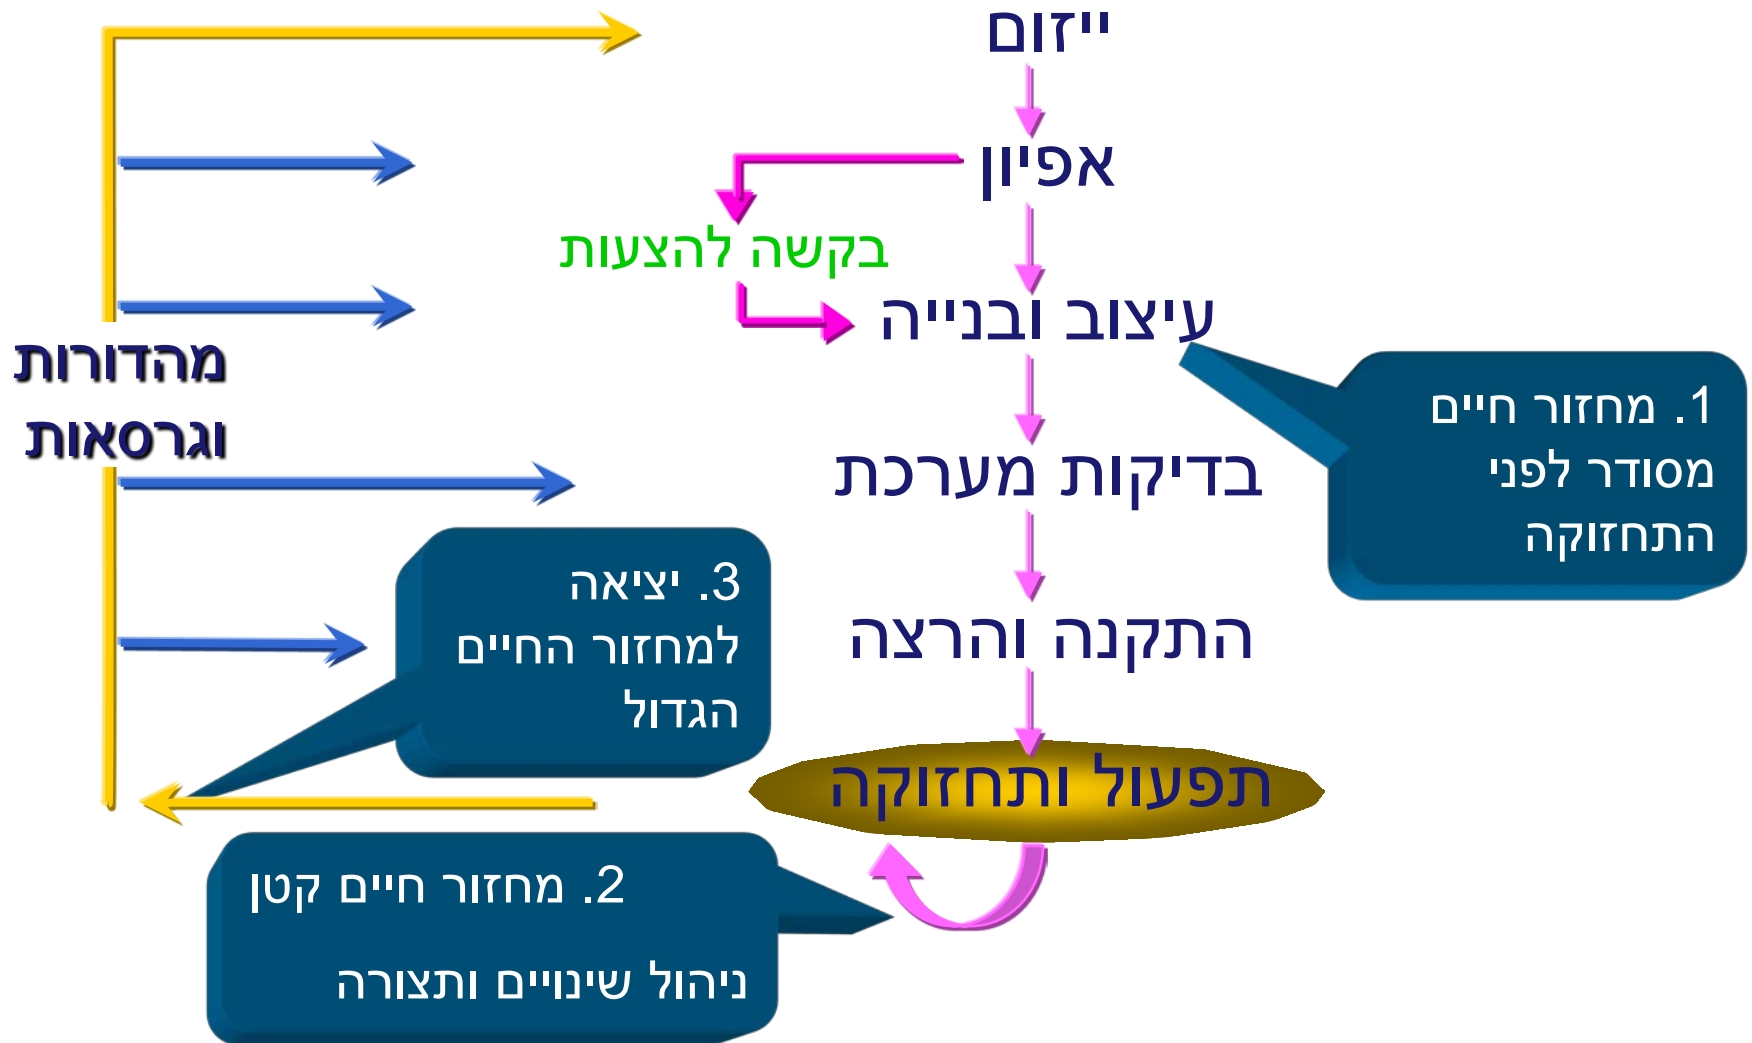 ייזום
אפיון
בקשה להצעות
עיצוב ובנייה
מהדורות
וגרסאות
1. מחזור חיים
מסודר לפני
התחזוקה
בדיקות מערכת
3. יציאה
למחזור החיים
הגדול
התקנה והרצה
תפעול ותחזוקה
2. מחזור חיים קטן
ניהול שינויים ותצורה